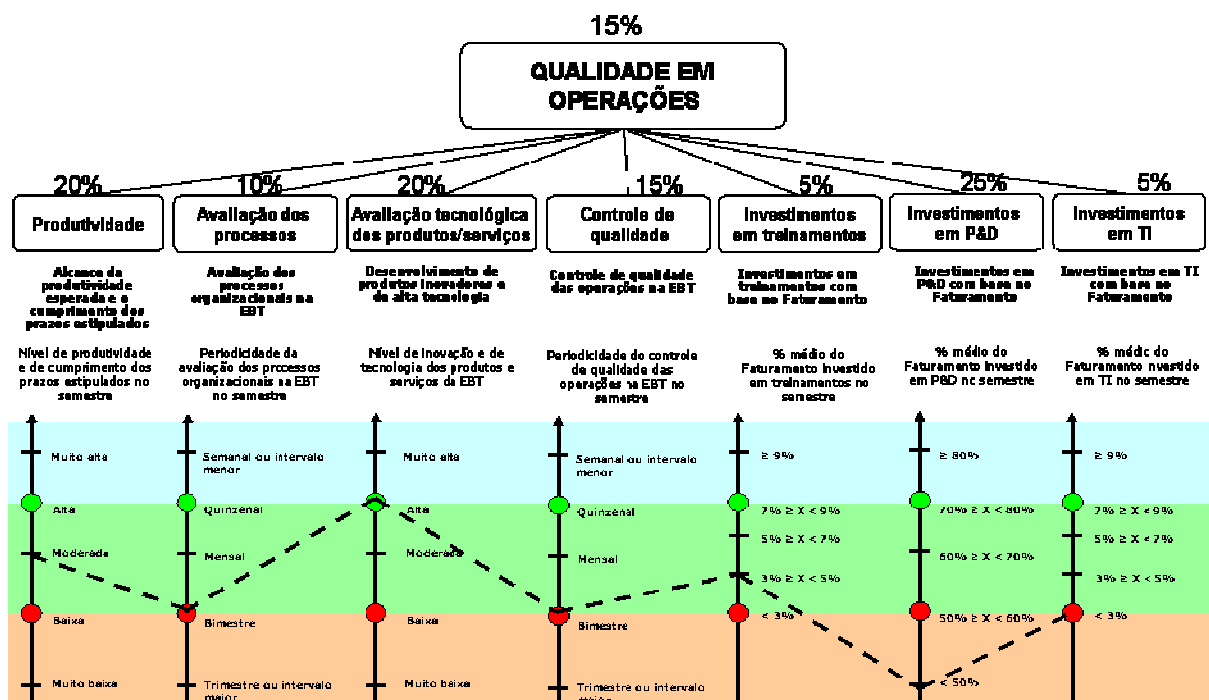 15%
QUALIDADE EM
OPERAÇÕES
20%
10%
20%
15%
5%
25%
5%
Produtividade
Avaliação dos
processos
Avaliação tecnológica
dos produtos/serviços
Controle de
qualidade
Investimentos
em treinamentos
Investimentos
em P&D
Investimentos
em TI
Alcance da
produtividade
esperada e o
cumprimento dos
prazos estipulados
Avaliação dos
processos
organizacionais na
EBT
Desenvolvimento de
produtos inovadores e
de alta tecnologia
Controle de qualidade
das operações na EBT
Investimentos em
treinamentos com
base no Faturamento
Investimentos em
P&D com base no
Faturamento
Investimentos em TI
com base no
Faturamento
Nível de produtividade
e de cumprimento dos
prazos estipulados no
semestre
Periodicidade da
avaliação dos processos
organizacionais na EBT
no semestre
Nível de inovação e de
tecnologia dos produtos e
serviços da EBT
Periodicidade do controle
de qualidade das
operações na EBT no
semestre
% médio do
Faturamento investido
em treinamentos no
semestre
% médio do
Faturamento investido
em P&D no semestre
% médio do
Faturamento investido
em TI no semestre
Muito alta
Alta
Moderada
Baixa
Muito baixa
Semanal ou intervalo
menor
Quinzenal
Mensal
Bimestre
Trimestre ou intervalo
maior
Muito alta
Alta
Moderada
Baixa
Muito baixa
Semanal ou intervalo
menor
Quinzenal
Mensal
Bimestre
Trimestre ou intervalo
≥ 9%
7% ≥ X < 9%
5% ≥ X < 7%
3% ≥ X < 5%
< 3%
≥ 80%
70% ≥ X < 80%
60% ≥ X < 70%
50% ≥ X < 60%
< 50%
≥ 9%
7% ≥ X < 9%
5% ≥ X < 7%
3% ≥ X < 5%
< 3%